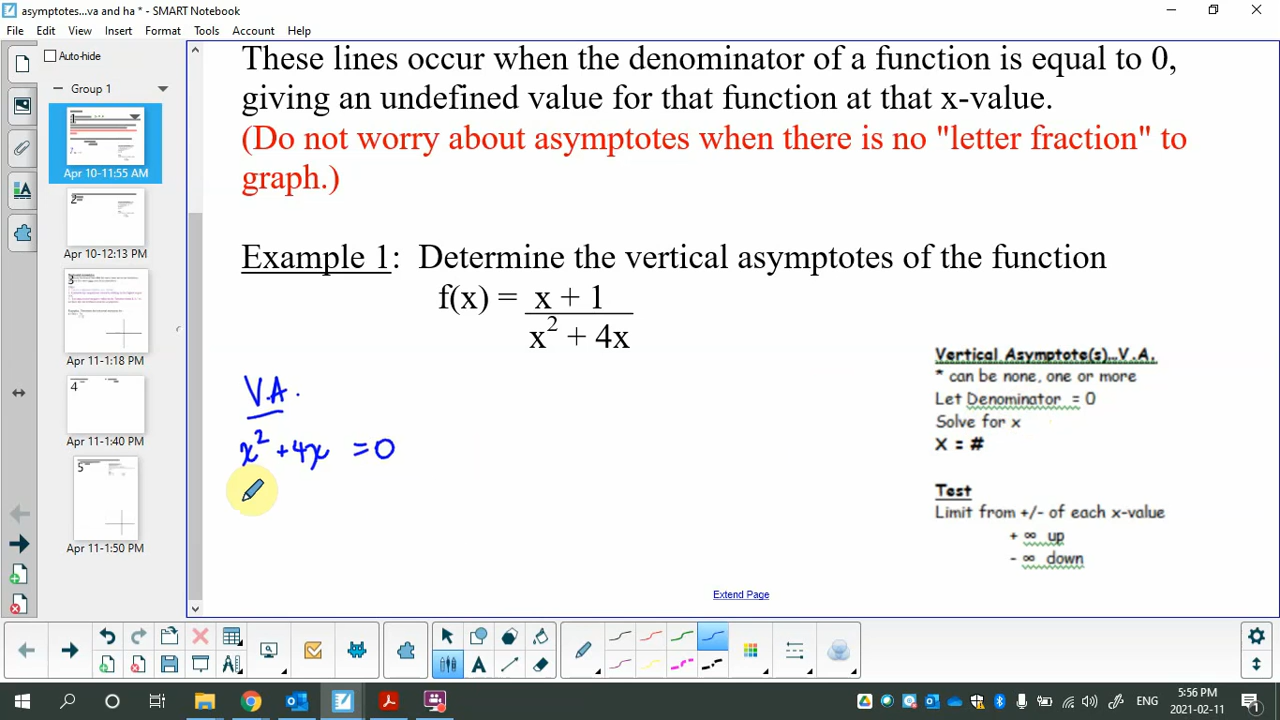 asymptotes...va and ha * - SMART Notebook
File Edit View Insert Format Tools Account Help
Auto-hide
Group 1
1
Apr 10-11:55 AM
2
Apr 10-12:13 PM
3
Apr 11-1:18 PM
4
Apr 11-1:40 PM
5
Apr 11-1:50 PM
These lines occur when the denominator of a function is equal to 0,
giving an undefined value for that function at that x-value.
(Do not worry about asymptotes when there is no "letter fraction" to
graph.)
Example 1: Determine the vertical asymptotes of the function
f(x) = x + 1
x² + 4x
V.A.
x² + 4x = 0
Vertical Asymptote(s)...V.A.
* can be none, one or more
Let Denominator = 0
Solve for x
X = #
Test
Limit from +/- of each x-value
+ ∞ up
- ∞ down
Extend Page
ENG
5:56 PM
2021-02-11